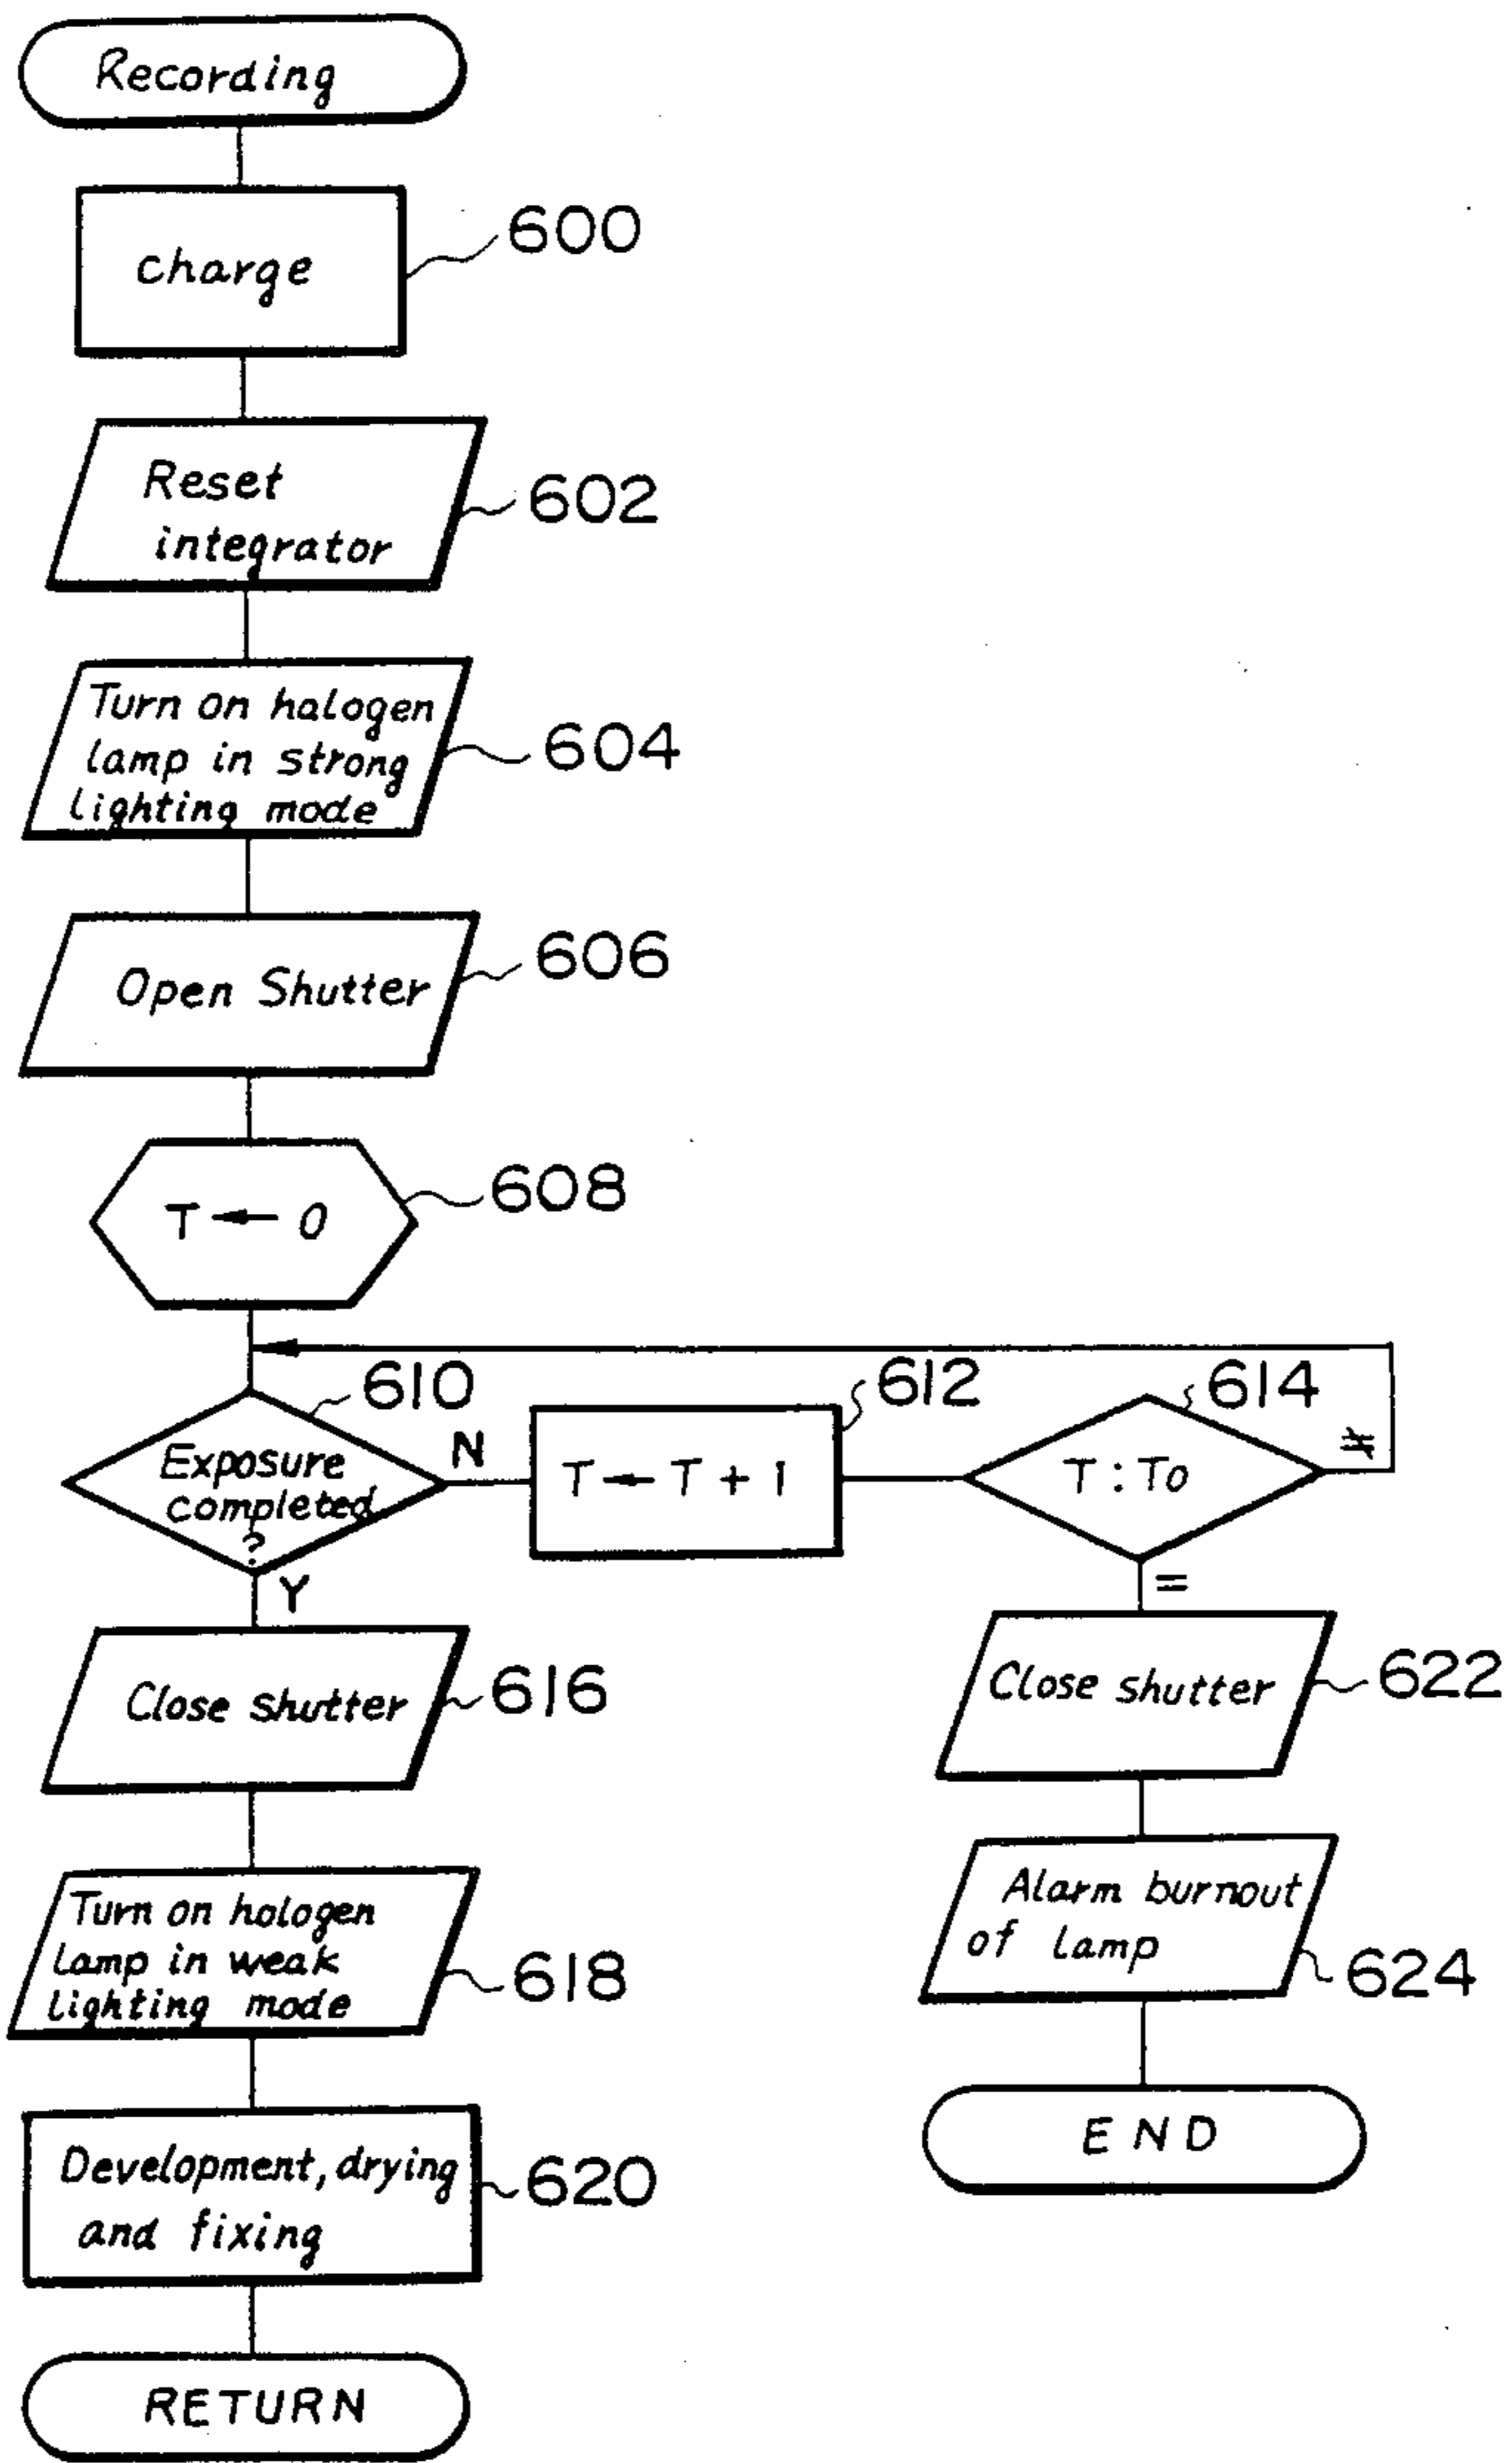 Recording
charge
600
Reset
integrator
602
Turn on halogen
lamp in strong
lighting mode
604
Open Shutter
606
T ← 0
608
610
Exposure
completed
?
N
Y
612
T ← T + 1
614
T : To
≠
=
Close shutter
616
Close shutter
622
Turn on hologen
lamp in weak
lighting mode
618
Alarm burnout
of lamp
624
Development, drying
and fixing
620
END
RETURN